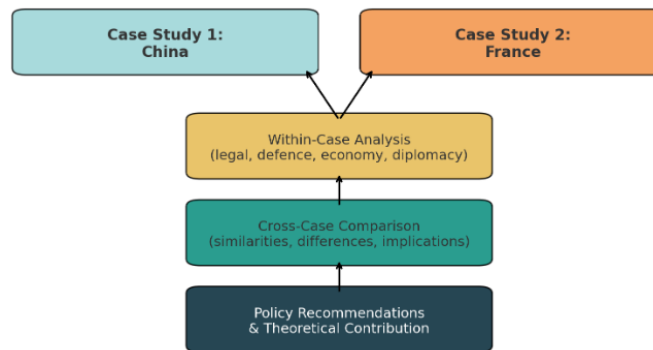 Case Study 1:
China
Case Study 2:
France
Within-Case Analysis
(legal, defence, economy, diplomacy)
Cross-Case Comparison
(similarities, differences, implications)
Policy Recommendations
& Theoretical Contribution